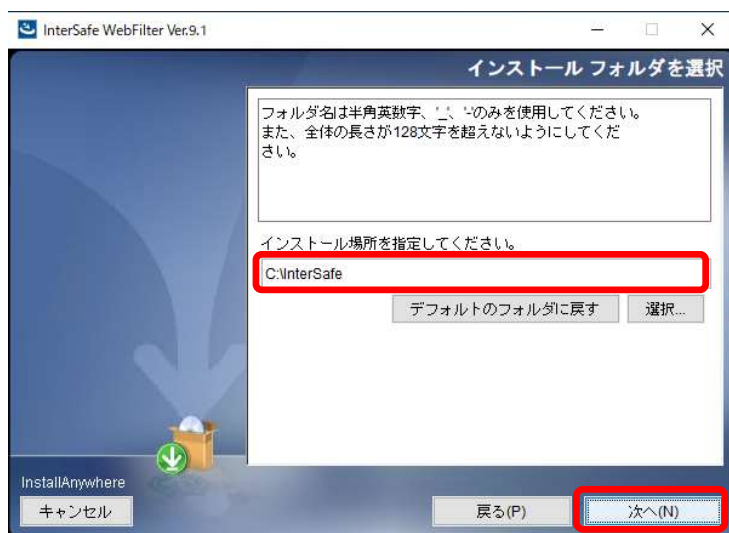 InterSafe WebFilter Ver.9.1
インストール フォルダを選択
フォルダ名は半角英数字、'_'、'-'のみを使用してください。
また、全体の長さが128文字を超えないようにしてくだ
さい。
インストール場所を指定してください。
C:\InterSafe
デフォルトのフォルダに戻す
選択...
InstallAnywhere
キャンセル
戻る(P)
次へ(N)